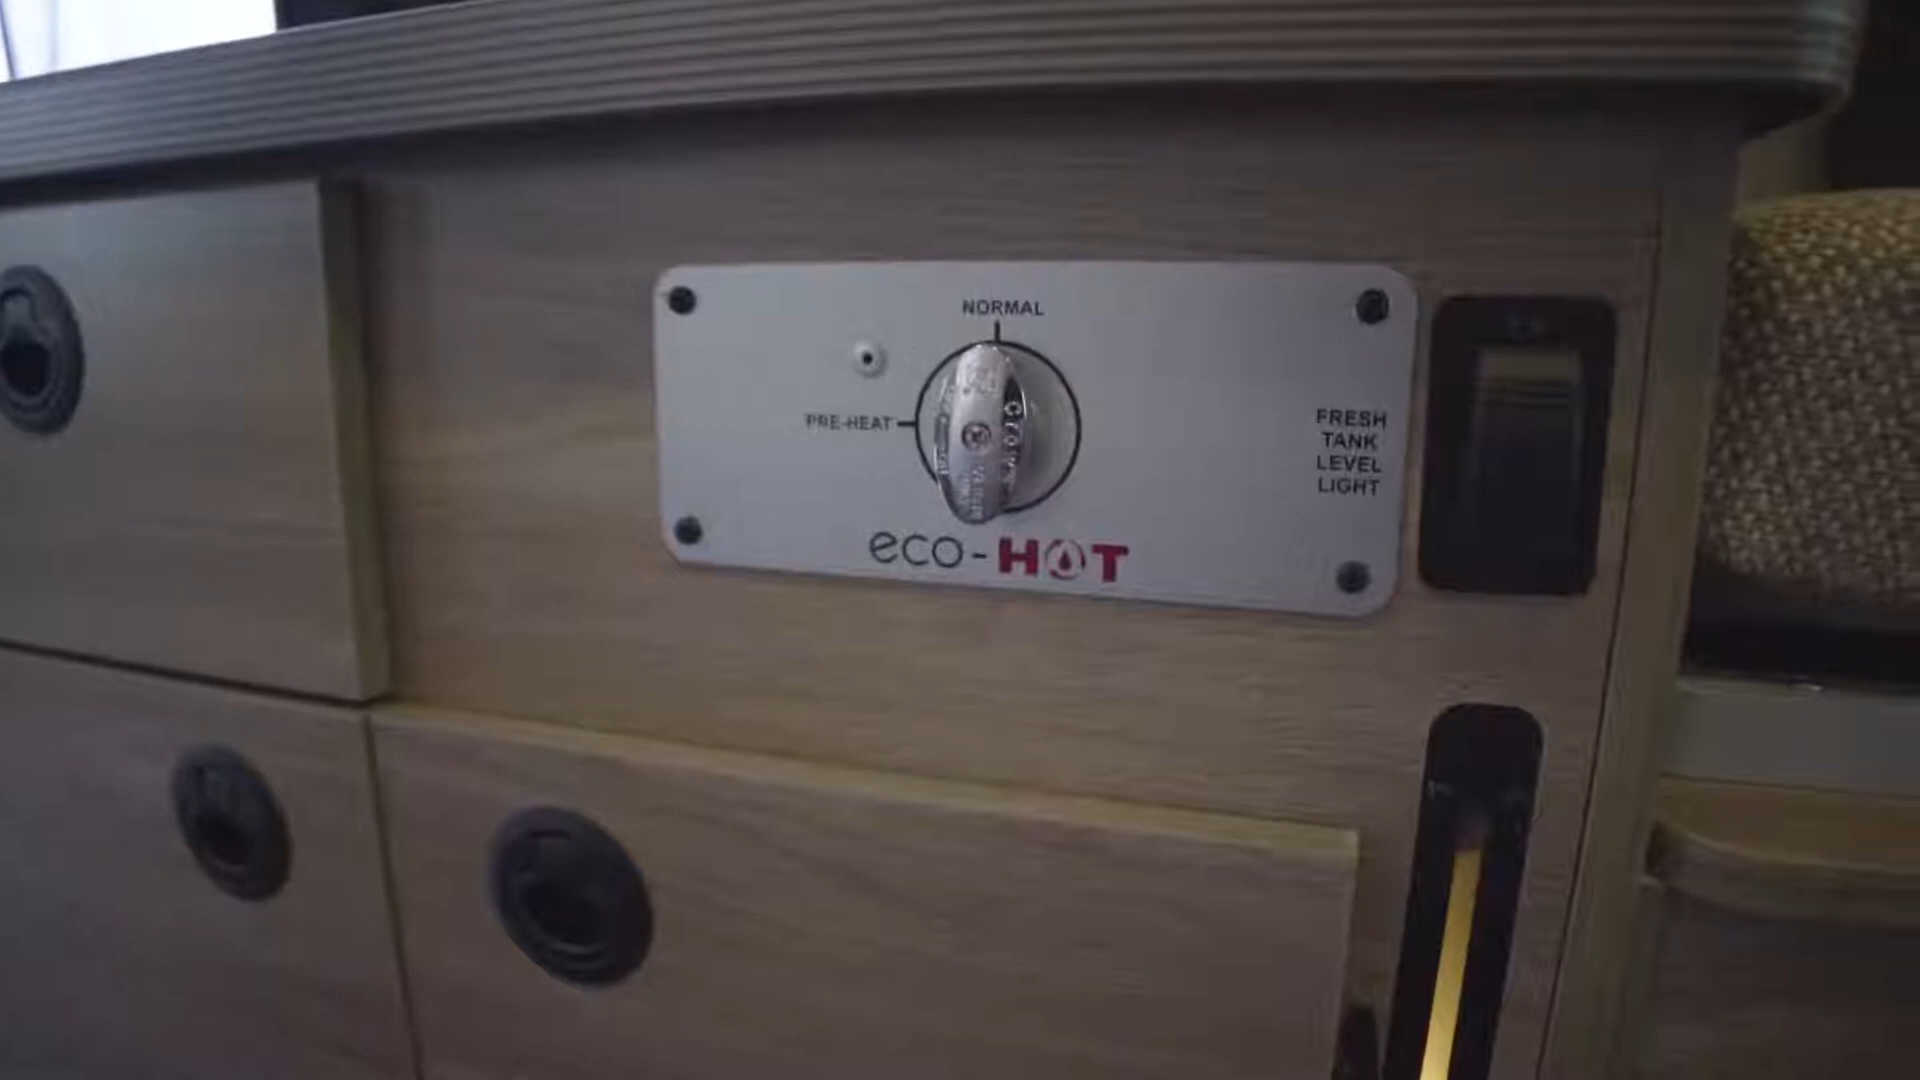 NORMAL
PRE-HEAT
FRESH
TANK
LEVEL
LIGHT
eco-HOT